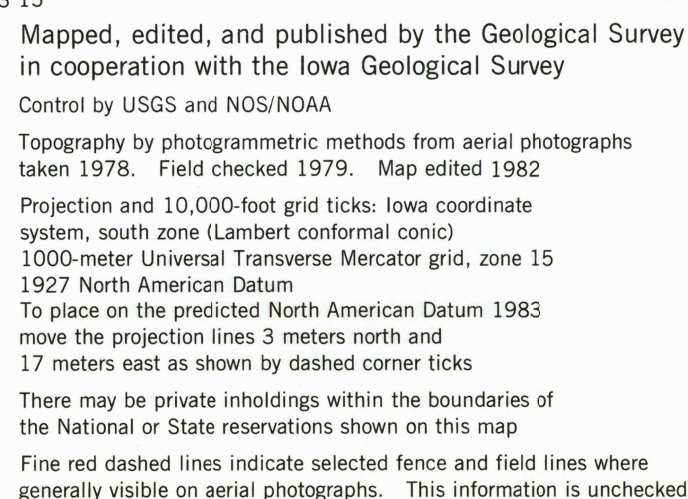 Mapped, edited, and published by the Geological Survey
in cooperation with the Iowa Geological Survey
Control by USGS and NOS/NOAA
Topography by photogrammetric methods from aerial photographs
taken 1978. Field checked 1979. Map edited 1982
Projection and 10,000-foot grid ticks: Iowa coordinate
system, south zone (Lambert conformal conic)
1000-meter Universal Transverse Mercator grid, zone 15
1927 North American Datum
To place on the predicted North American Datum 1983
move the projection lines 3 meters north and
17 meters east as shown by dashed corner ticks
There may be private inholdings within the boundaries of
the National or State reservations shown on this map
Fine red dashed lines indicate selected fence and field lines where
generally visible on aerial photographs. This information is unchecked